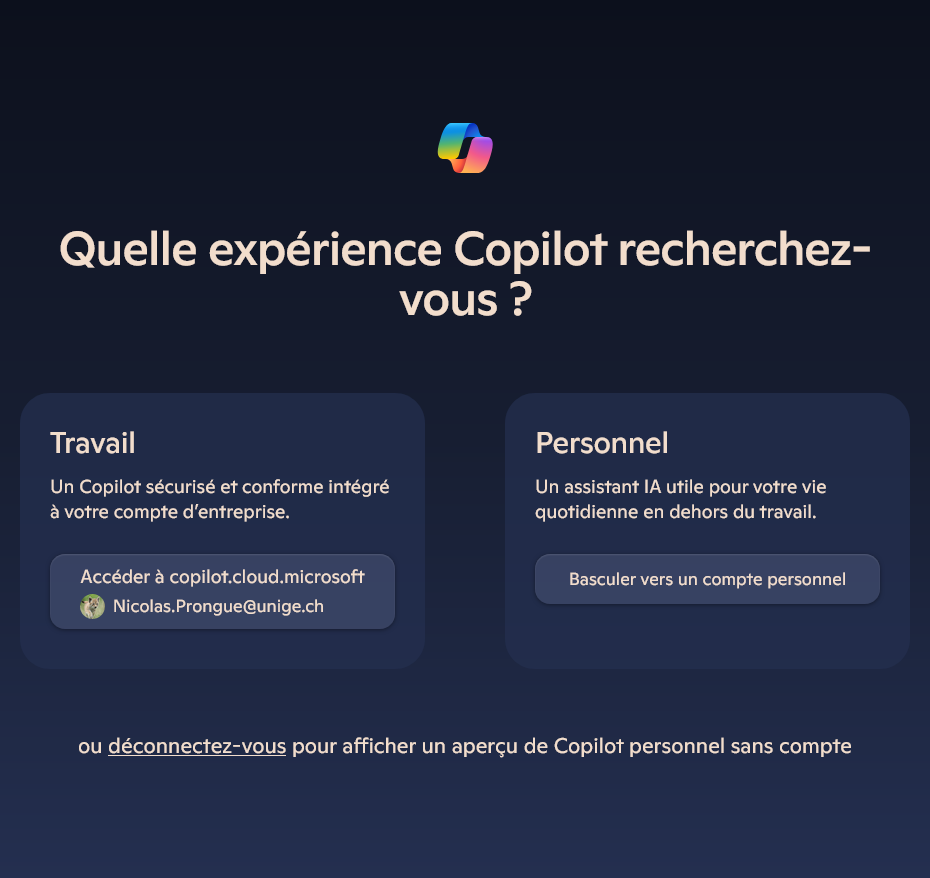 Quelle expérience Copilot recherchez-
vous ?
Travail
Un Copilot sécurisé et conforme intégré
à votre compte d’entreprise.
Accéder à copilot.cloud.microsoft
Nicolas.Prongue@unige.ch
Personnel
Un assistant IA utile pour votre vie
quotidienne en dehors du travail.
Basculer vers un compte personnel
ou déconnectez-vous pour afficher un aperçu de Copilot personnel sans compte